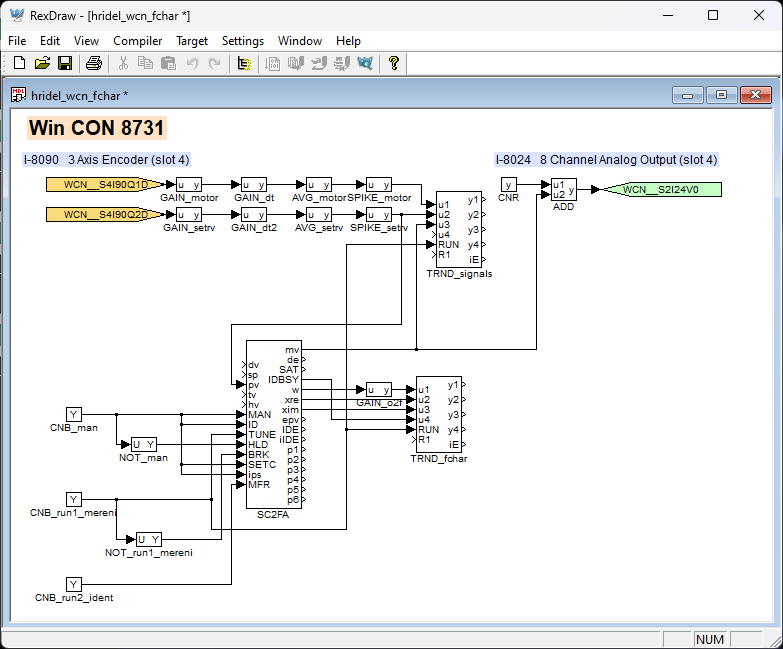 RexDraw - [hridel_wcn_fchar *]
File Edit View Compiler Target Settings Window Help
hridel_wcn_fchar *
Win CON 8731
I-8090 3 Axis Encoder (slot 4)
I-8024 8 Channel Analog Output (slot 4)
WCN__S4I90Q1D
u y
u y
u y
u y
GAIN_motor
GAIN_dt
AVG_motor
SPIKE_motor
WCN__S4I90Q2D
u y
u y
u y
u y
GAIN_setrv
GAIN_dt2
AVG_setrv
SPIKE_setrv
y
CNR
u1
u2
y
ADD
WCN__S2I24V0
u1 y1
u2 y2
u3 y3
u4 y4
RUN
R1 iE
TRND_signals
mv
de
SAT
IDBSY
w
xre
xim
epv
IDE
iIDE
p1
p2
p3
p4
p5
p6
dv
sp
pv
tv
hv
MAN
ID
TUNE
HLD
BRK
SETC
ips
MFR
SC2FA
u y
GAIN_o2f
u1 y1
u2 y2
u3 y3
u4 y4
RUN
R1 iE
TRND_fchar
Y
CNB_man
U Y
NOT_man
Y
CNB_run1_mereni
U Y
NOT_run1_mereni
Y
CNB_run2_ident
NUM